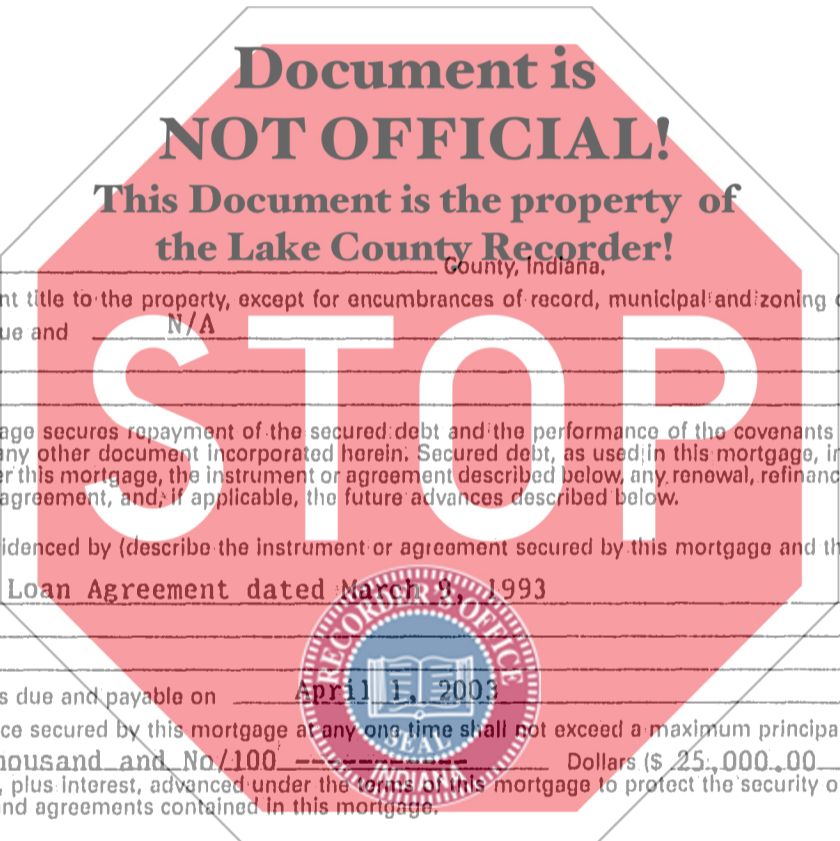 Document is
NOT OFFICIAL!
This Document is the property of
the Lake County Recorder!
County, Indiana.
nt title to the property, except for encumbrances of record, municipal and zoning
ue and N/A
STOP
age secures repayment of the secured debt and the performance of the covenants
any other document incorporated herein. Secured debt, as used in this mortgage, in
er this mortgage, the instrument or agreement described below, any renewal, refinanc
agreement, and, if applicable, the future advances described below.
idenced by (describe the instrument or agreement secured by this mortgage and th
Loan Agreement dated March 9, 1993
RECORDER'S OFFICE
SEAL
INDIANA
s due and payable on April 1, 2003
ce secured by this mortgage at any one time shall not exceed a maximum principa
housand and No/100 ---------------- Dollars ($ 25,000.00
, plus interest, advanced under the terms of this mortgage to protect the security o
nd agreements contained in this mortgage.